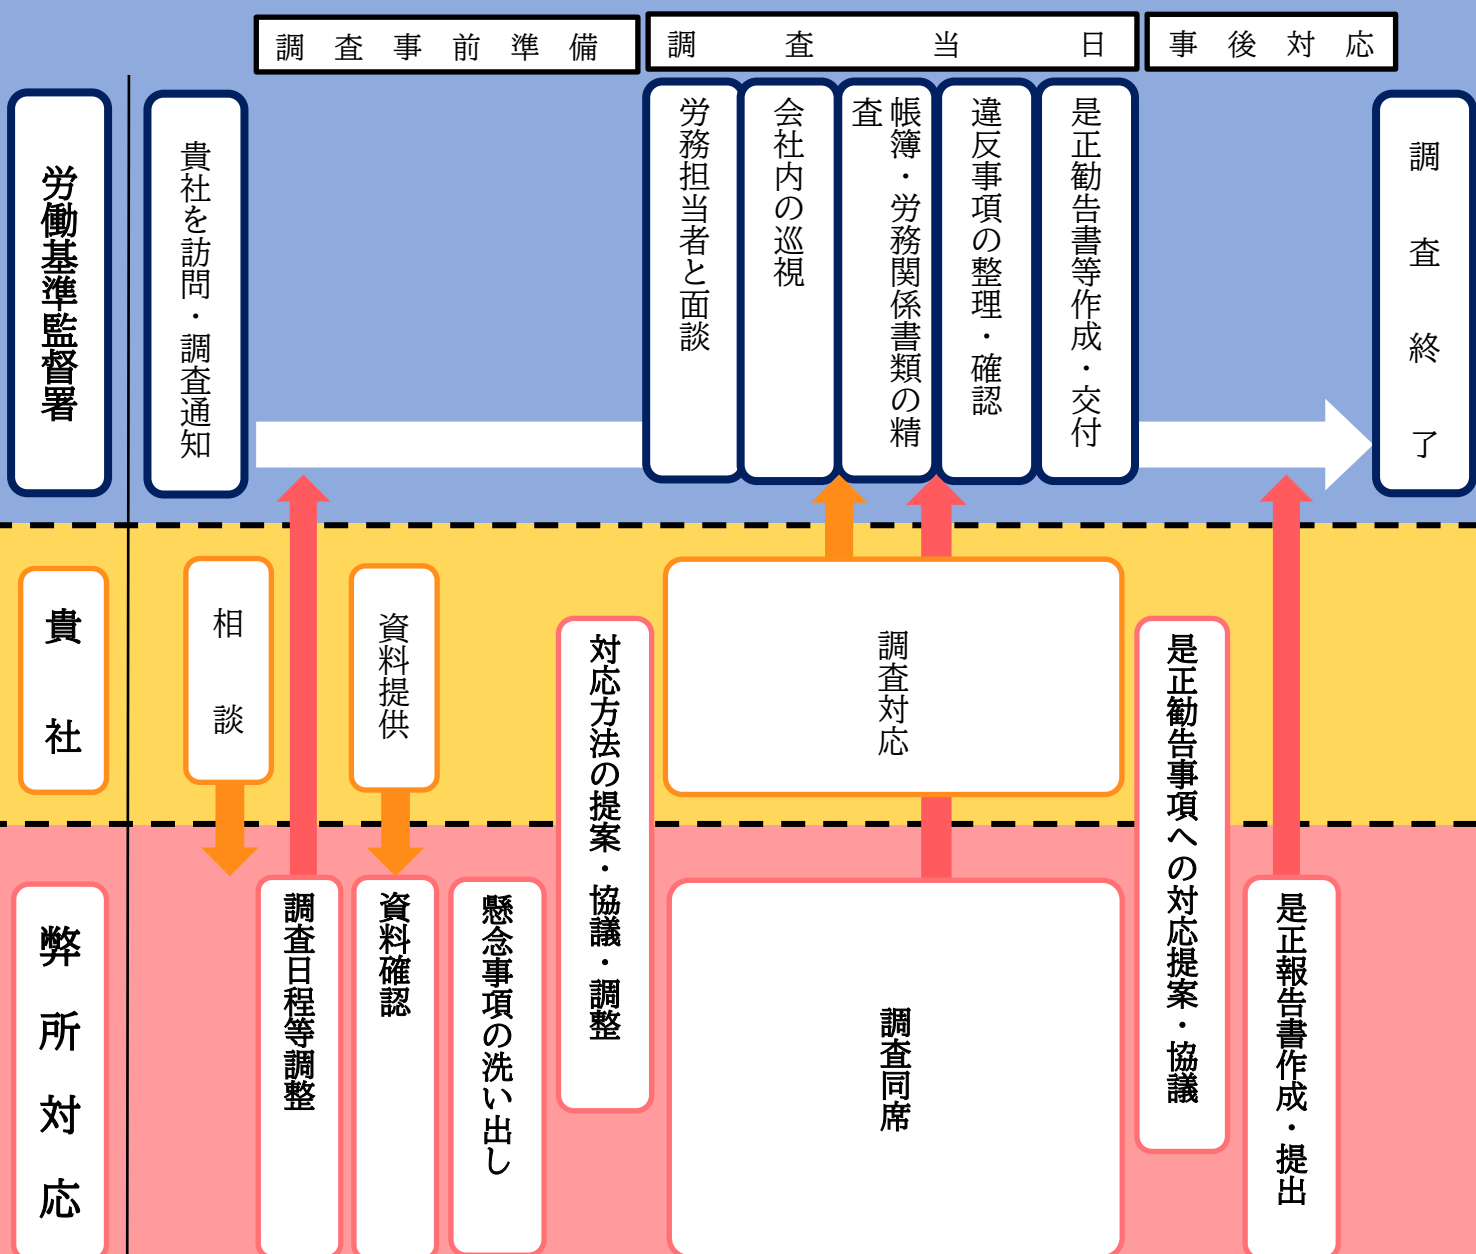 調査事前準備
調査当日
事後対応
労働基準監督署
貴社を訪問・調査通知
労務担当者と面談
会社内の巡視
帳簿・労務関係書類の精
査
違反事項の整理・確認
是正勧告書等作成・交付
調査終了
貴社
相談
資料提供
対応方法の提案・協議・調整
調査対応
是正勧告事項への対応提案・協議
弊所対応
調査日程等調整
資料確認
懸念事項の洗い出し
調査同席
是正報告書作成・提出